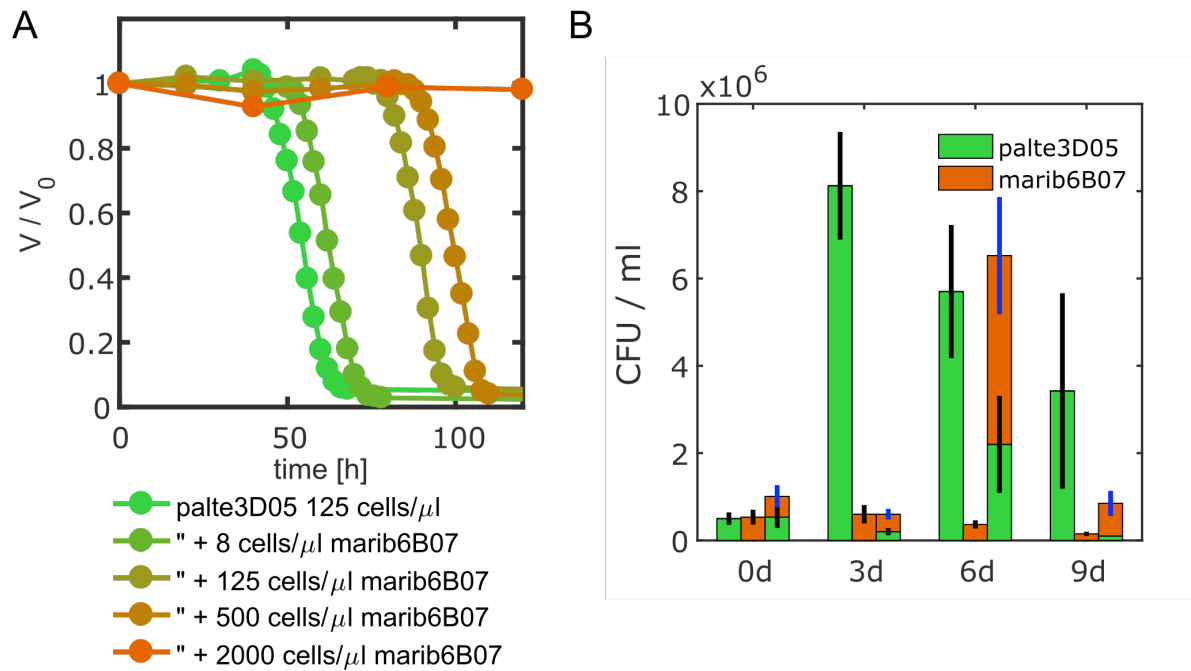 A
V / V₀
1
0.8
0.6
0.4
0.2
0
0
50
100
time [h]
palte3D05 125 cells/μl
" + 8 cells/μl marib6B07
" + 125 cells/μl marib6B07
" + 500 cells/μl marib6B07
" + 2000 cells/μl marib6B07
B
x10⁶
CFU / ml
10
8
6
4
2
0
palte3D05
marib6B07
0d
3d
6d
9d